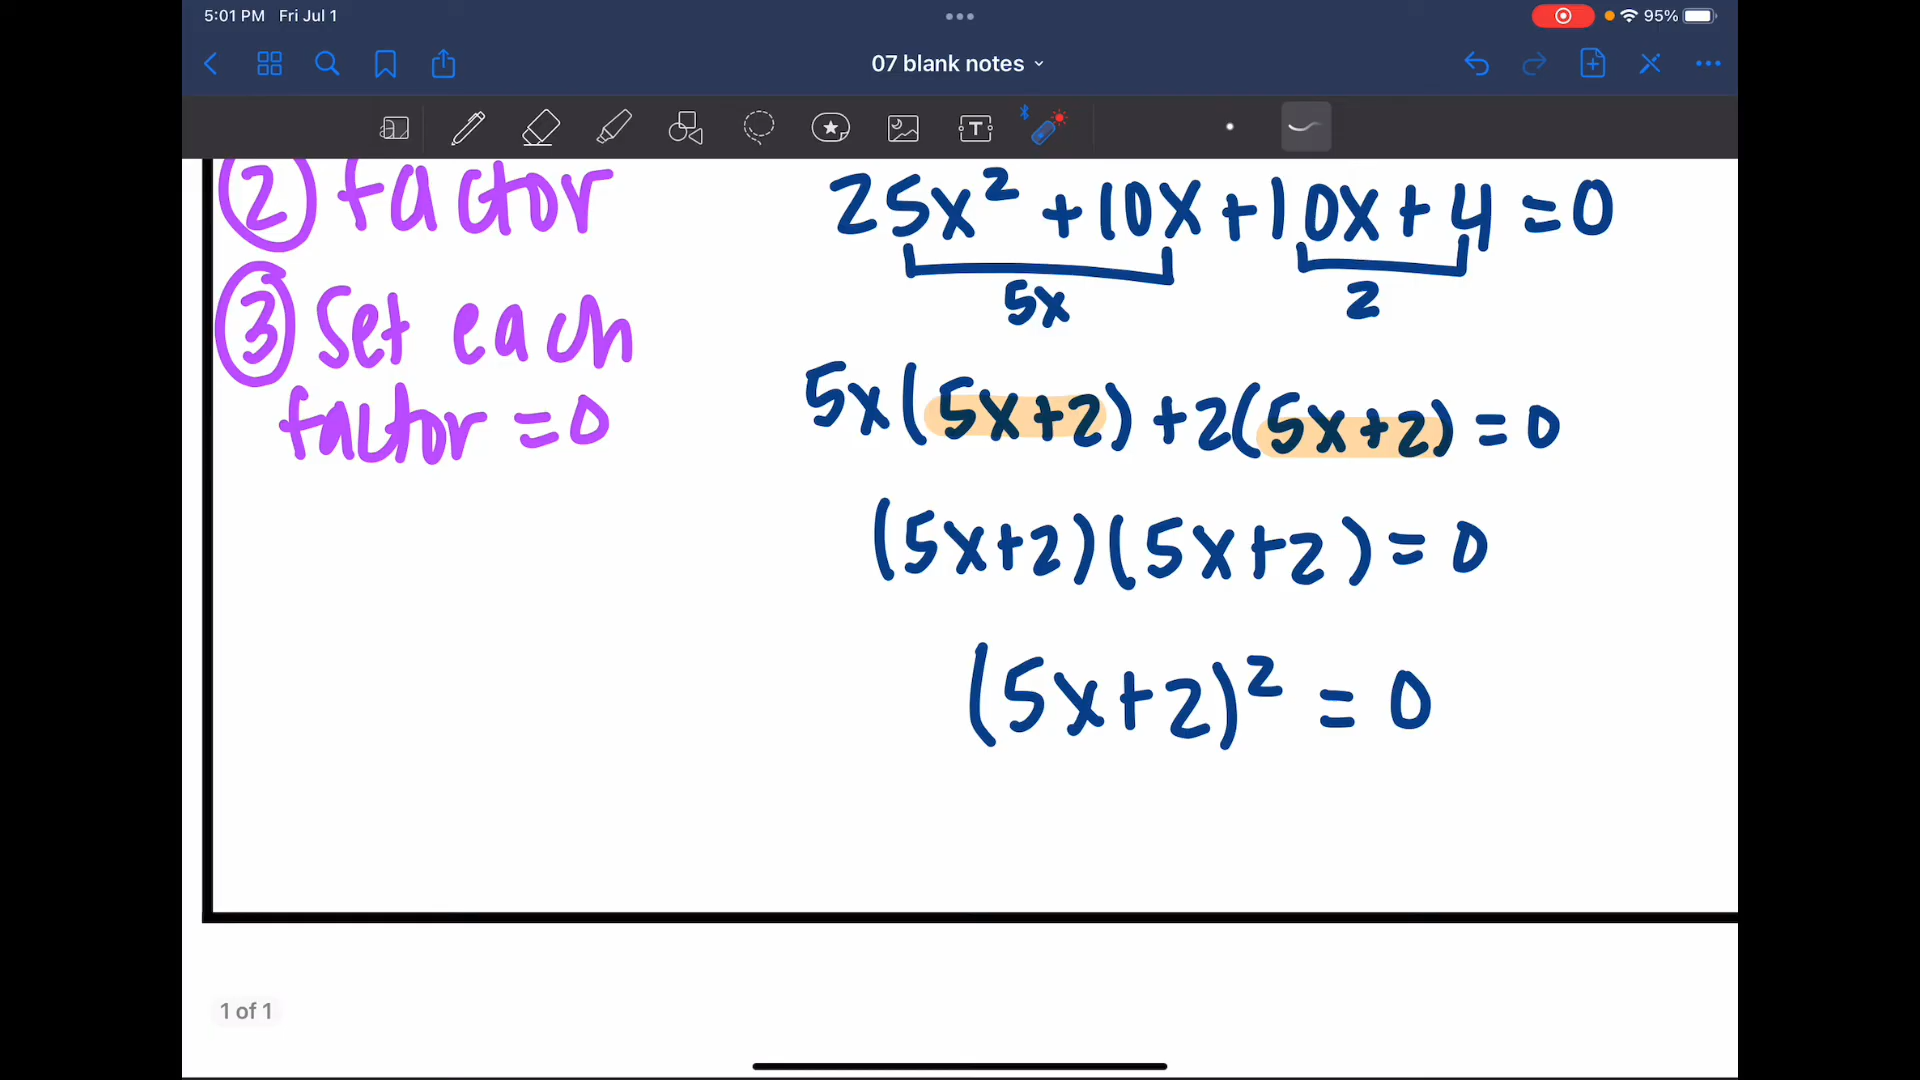 5:01 PM Fri Jul 1
95%
07 blank notes
② factor
③ Set each
factor = 0
25x² + 10x + 10x + 4 = 0
5x 2
5x(5x+2) + 2(5x+2) = 0
(5x+2)(5x+2) = 0
(5x+2)² = 0
1 of 1